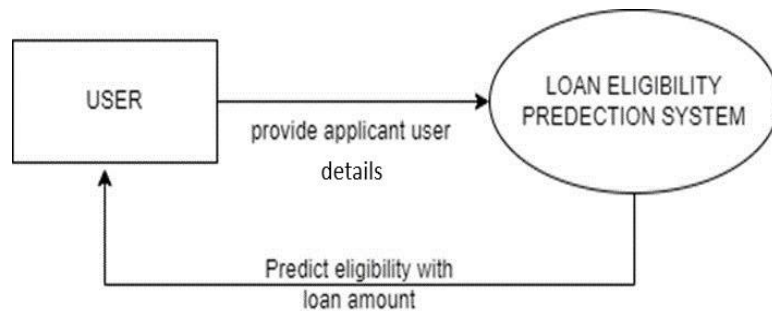 USER
provide applicant user
details
LOAN ELIGIBILITY
PREDECTION SYSTEM
Predict eligibility with
loan amount